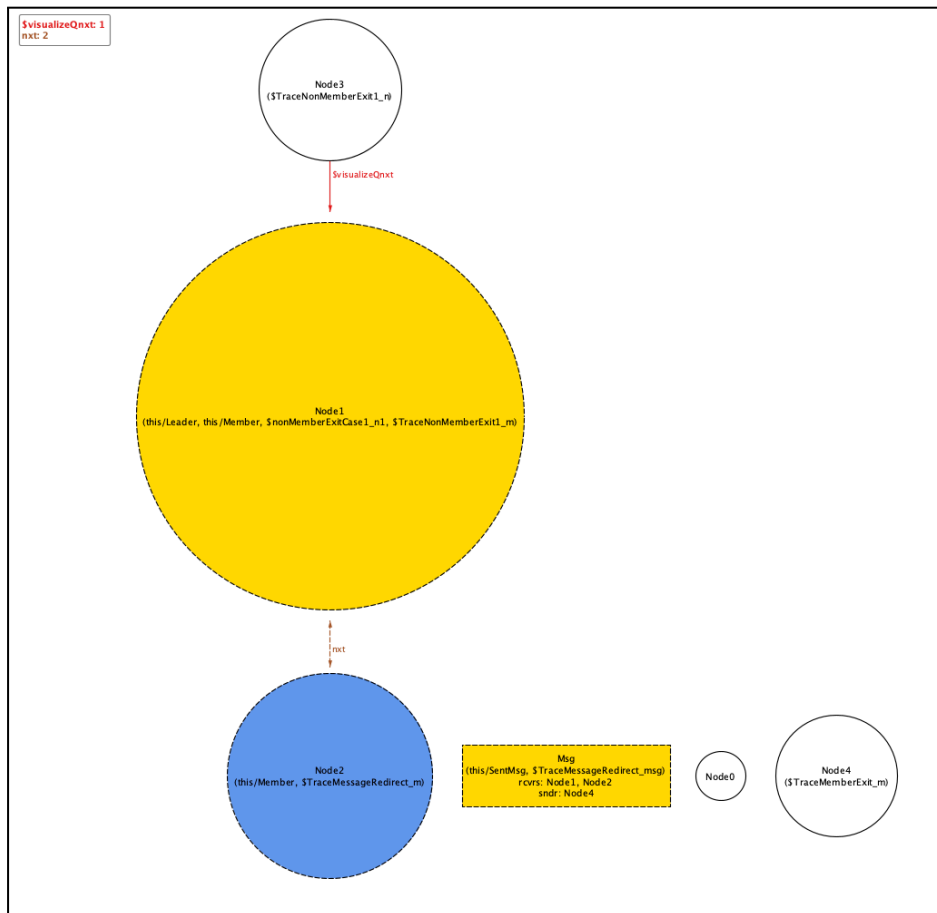 $visualizeQnxt: 1
nxt: 2
Node3
($TraceNonMemberExit1_n)
$visualizeQnxt
Node1
(this/Leader, this/Member, $nonMemberExitCase1_n1, $TraceNonMemberExit1_m)
nxt
Node2
(this/Member, $TraceMessageRedirect_m)
Msg
(this/SentMsg, $TraceMessageRedirect_msg)
rcvrs: Node1, Node2
sndr: Node4
Node0
Node4
($TraceMemberExit_m)